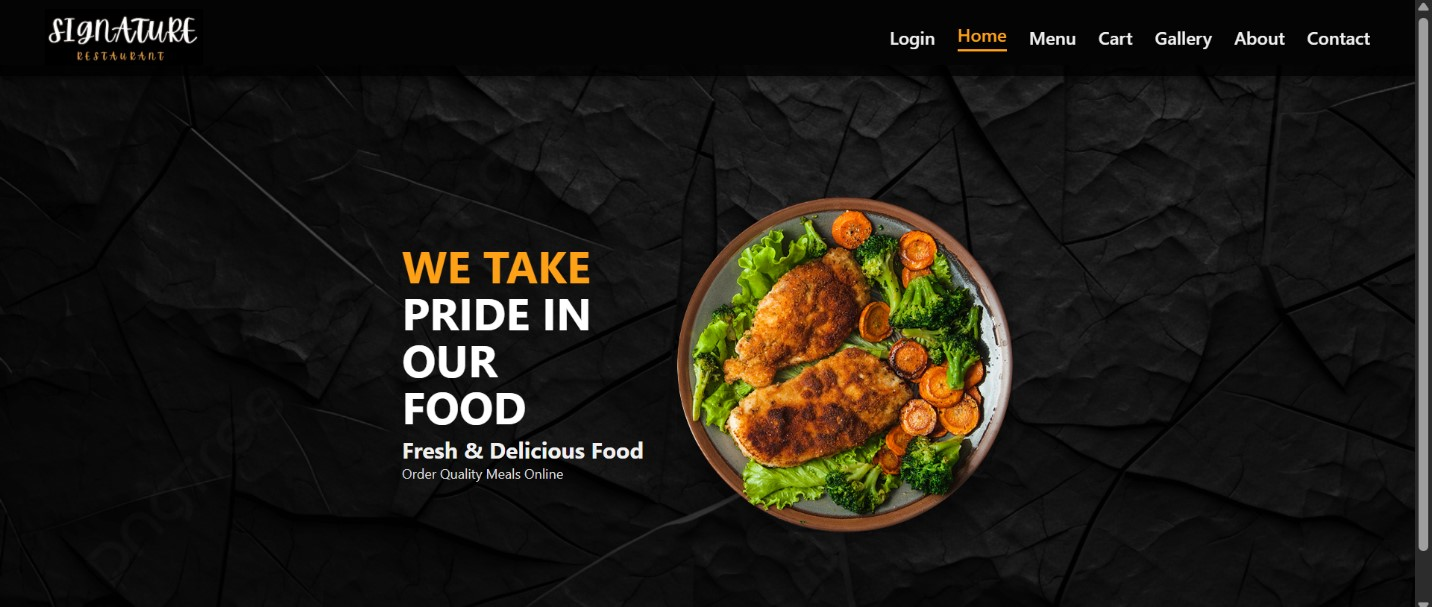 SIGNATURE
RESTAURANT
Login Home Menu Cart Gallery About Contact
WE TAKE
PRIDE IN
OUR
FOOD
Fresh & Delicious Food
Order Quality Meals Online